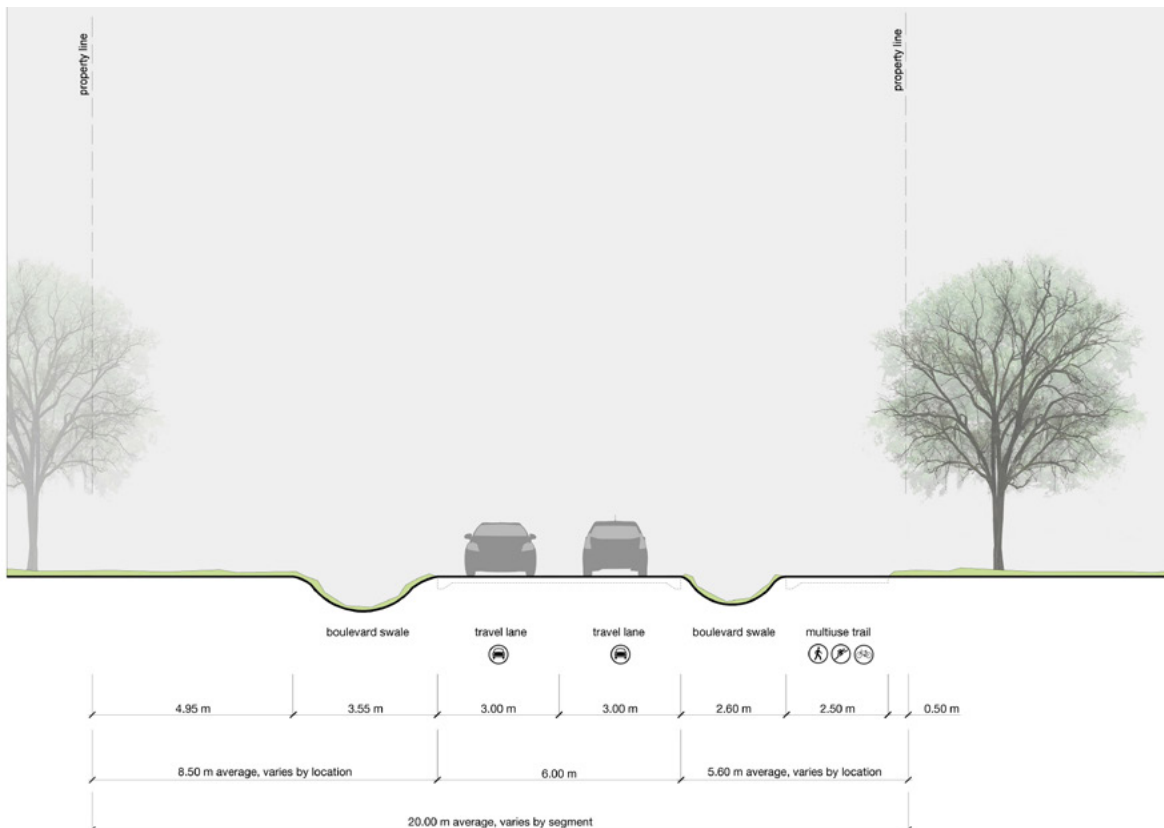 property line
property line
boulevard swale
travel lane
travel lane
boulevard swale
multiuse trail
4.95 m
3.55 m
3.00 m
3.00 m
2.60 m
2.50 m
0.50 m
8.50 m average, varies by location
6.00 m
5.60 m average, varies by location
20.00 m average, varies by segment